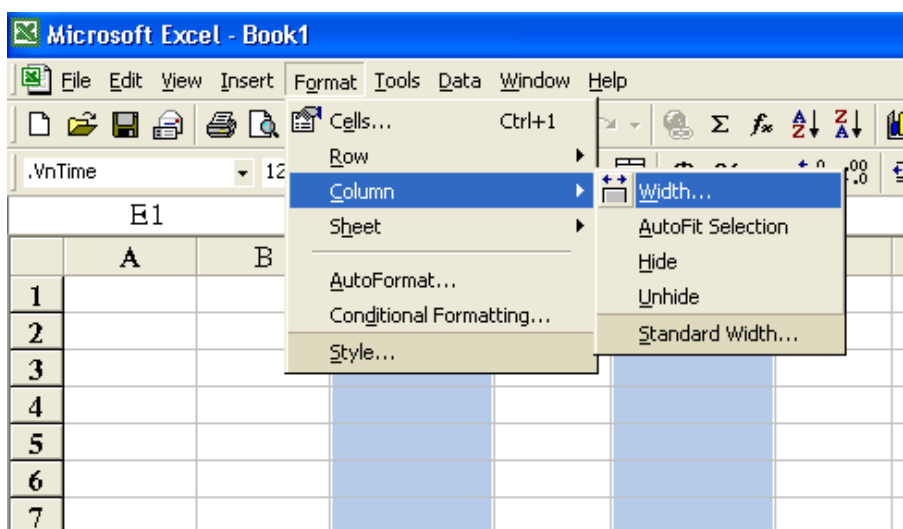 Microsoft Excel - Book1
File Edit View Insert Format Tools Data Window Help
Cells... Ctrl+1
Row
.VnTime 12
Column
Width...
E1
Sheet
AutoFit Selection
A B
Hide
AutoFormat...
Unhide
1
Conditional Formatting...
2
Standard Width...
Style...
3
4
5
6
7